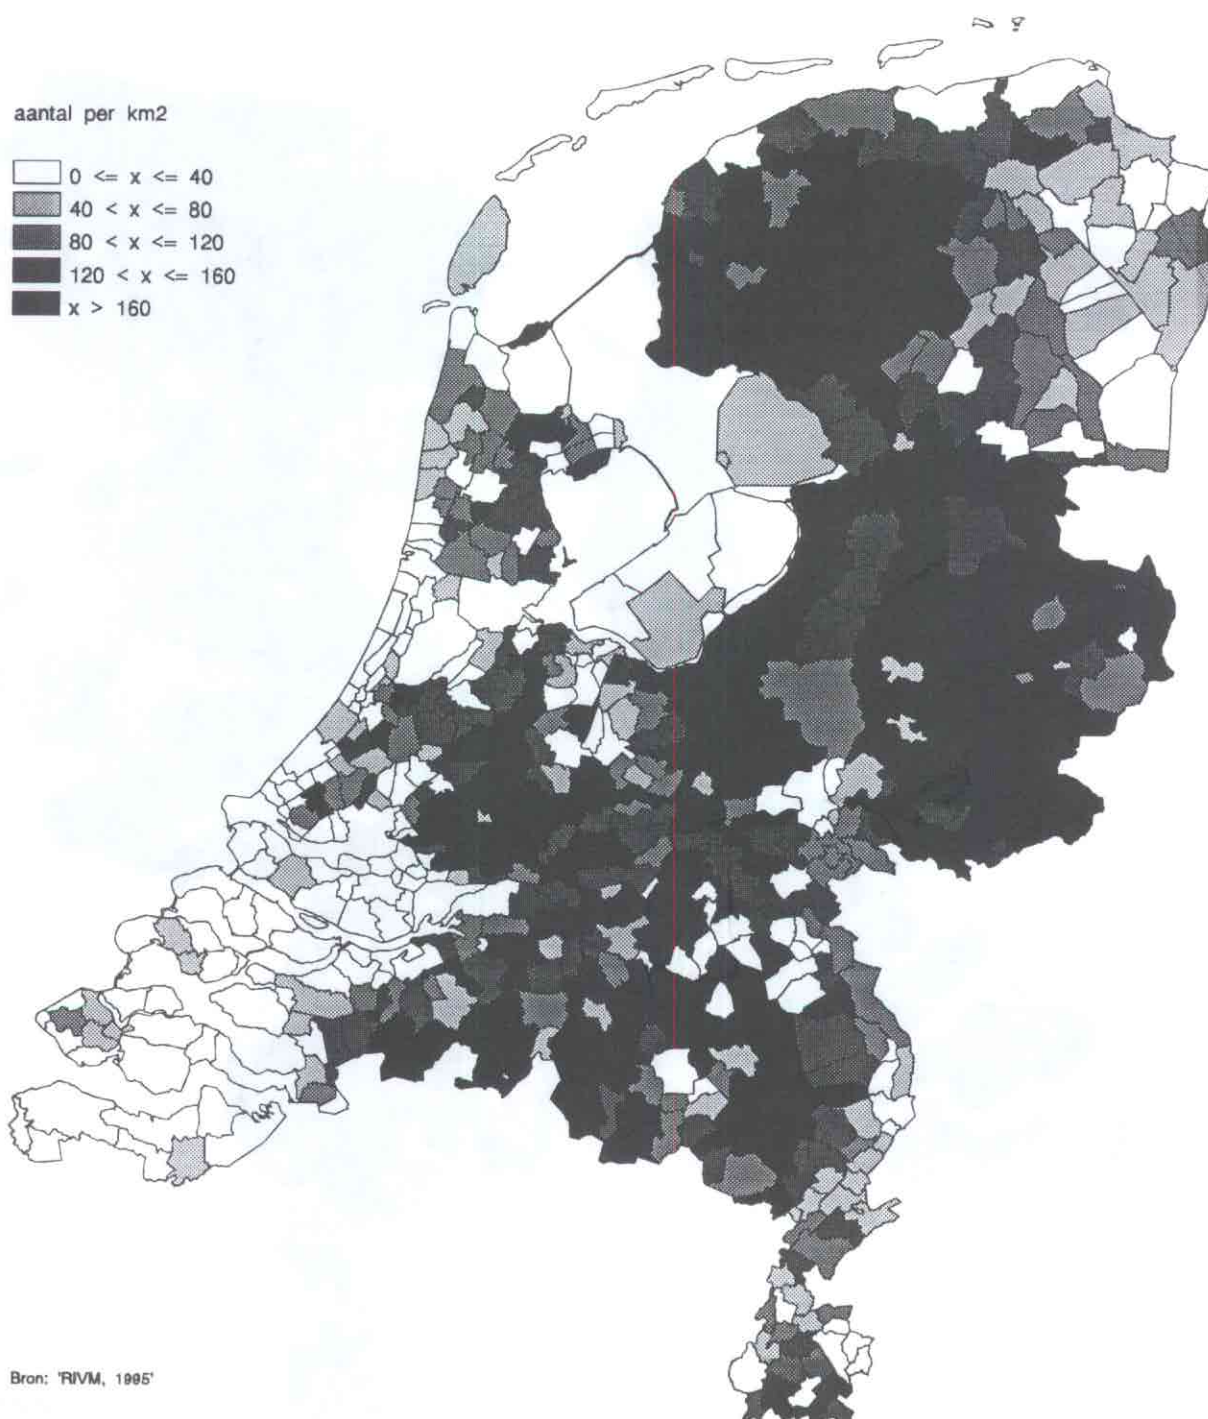 aantal per km2
0 <= x <= 40
40 < x <= 80
80 < x <= 120
120 < x <= 160
x > 160
Bron: 'RIVM, 1995'